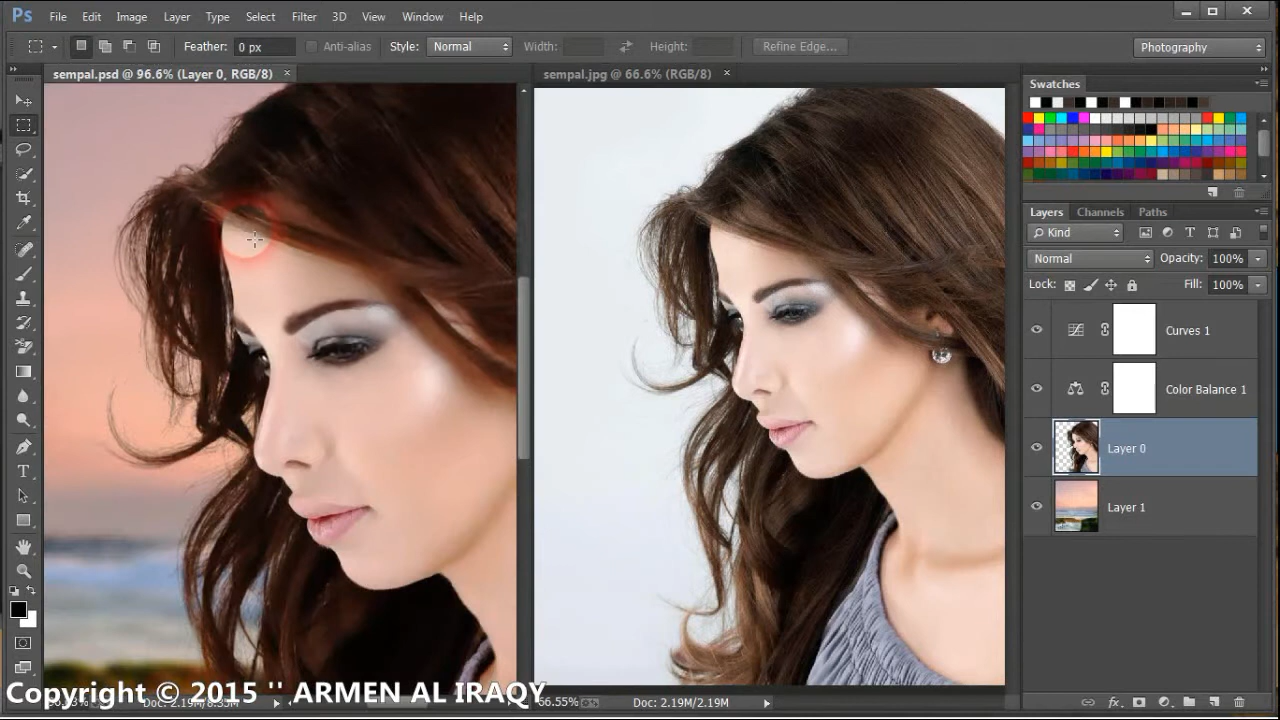 Ps File Edit Image Layer Type Select Filter 3D View Window Help
Feather: 0 px Anti-alias Style: Normal Width: Height: Refine Edge... Photography
sempal.psd @ 96.6% (Layer 0, RGB/8) × sempal.jpg @ 66.6% (RGB/8) ×
Swatches
Layers Channels Paths
Kind
Normal Opacity: 100%
Lock: Fill: 100%
Curves 1
Color Balance 1
Layer 0
Layer 1
Copyright © 2015 '' ARMEN AL IRAQY
66.55% Doc: 2.19M/2.19M